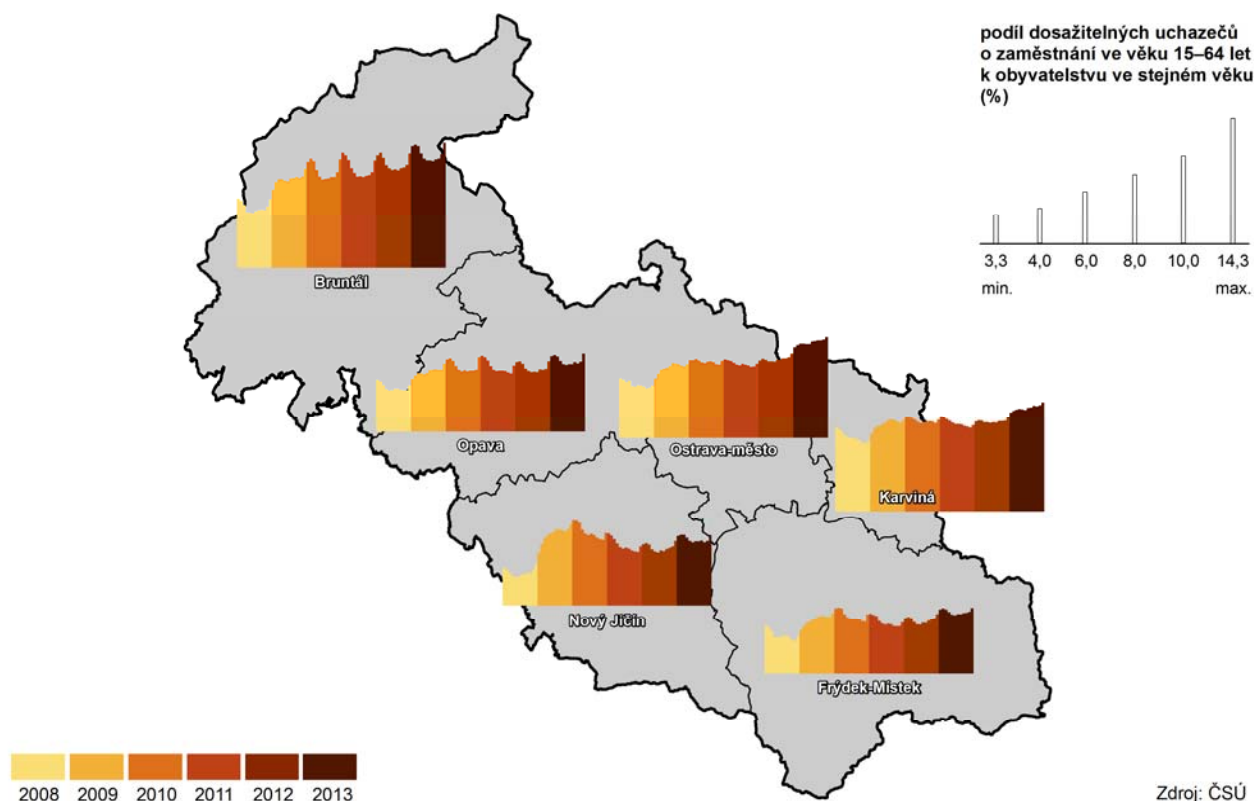 podíl dosažitelných uchazečů
o zaměstnání ve věku 15–64 let
k obyvatelstvu ve stejném věku
(%)
3,3 4,0 6,0 8,0 10,0 14,3
min. max.
Bruntál
Opava
Ostrava-město
Karviná
Nový Jičín
Frýdek-Místek
2008 2009 2010 2011 2012 2013
Zdroj: ČSÚ